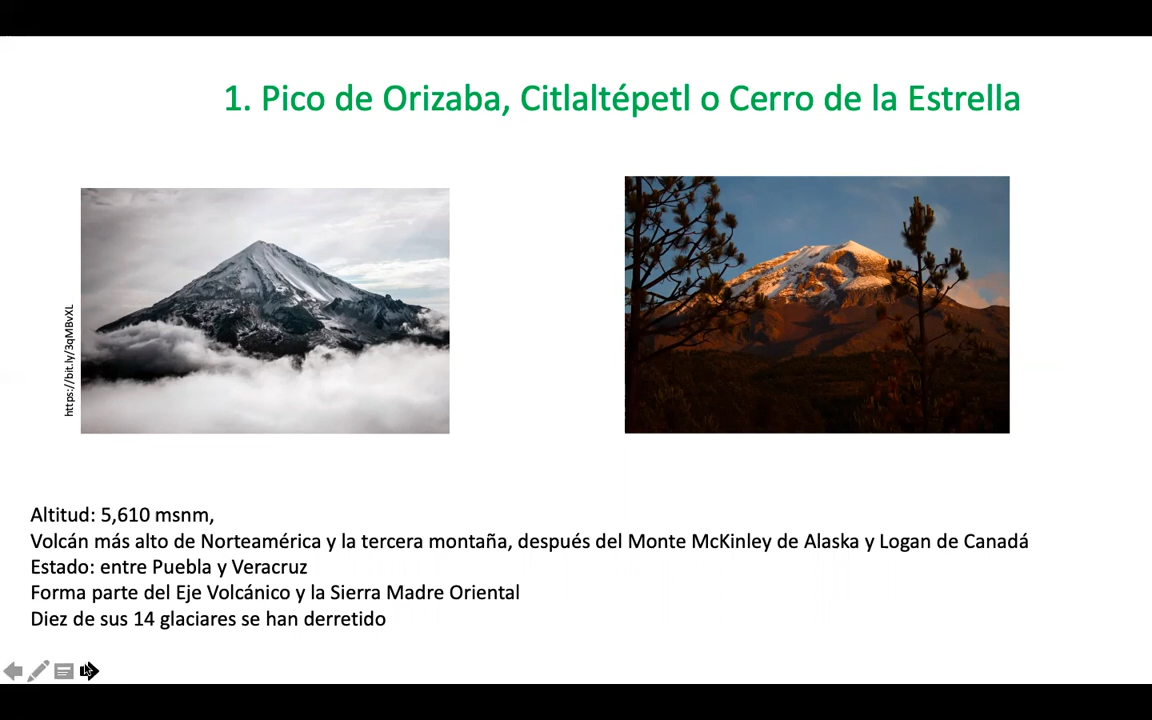 1. Pico de Orizaba, Citlaltépetl o Cerro de la Estrella
https://bit.ly/3qMBvXL
Altitud: 5,610 msnm,
Volcán más alto de Norteamérica y la tercera montaña, después del Monte McKinley de Alaska y Logan de Canadá
Estado: entre Puebla y Veracruz
Forma parte del Eje Volcánico y la Sierra Madre Oriental
Diez de sus 14 glaciares se han derretido